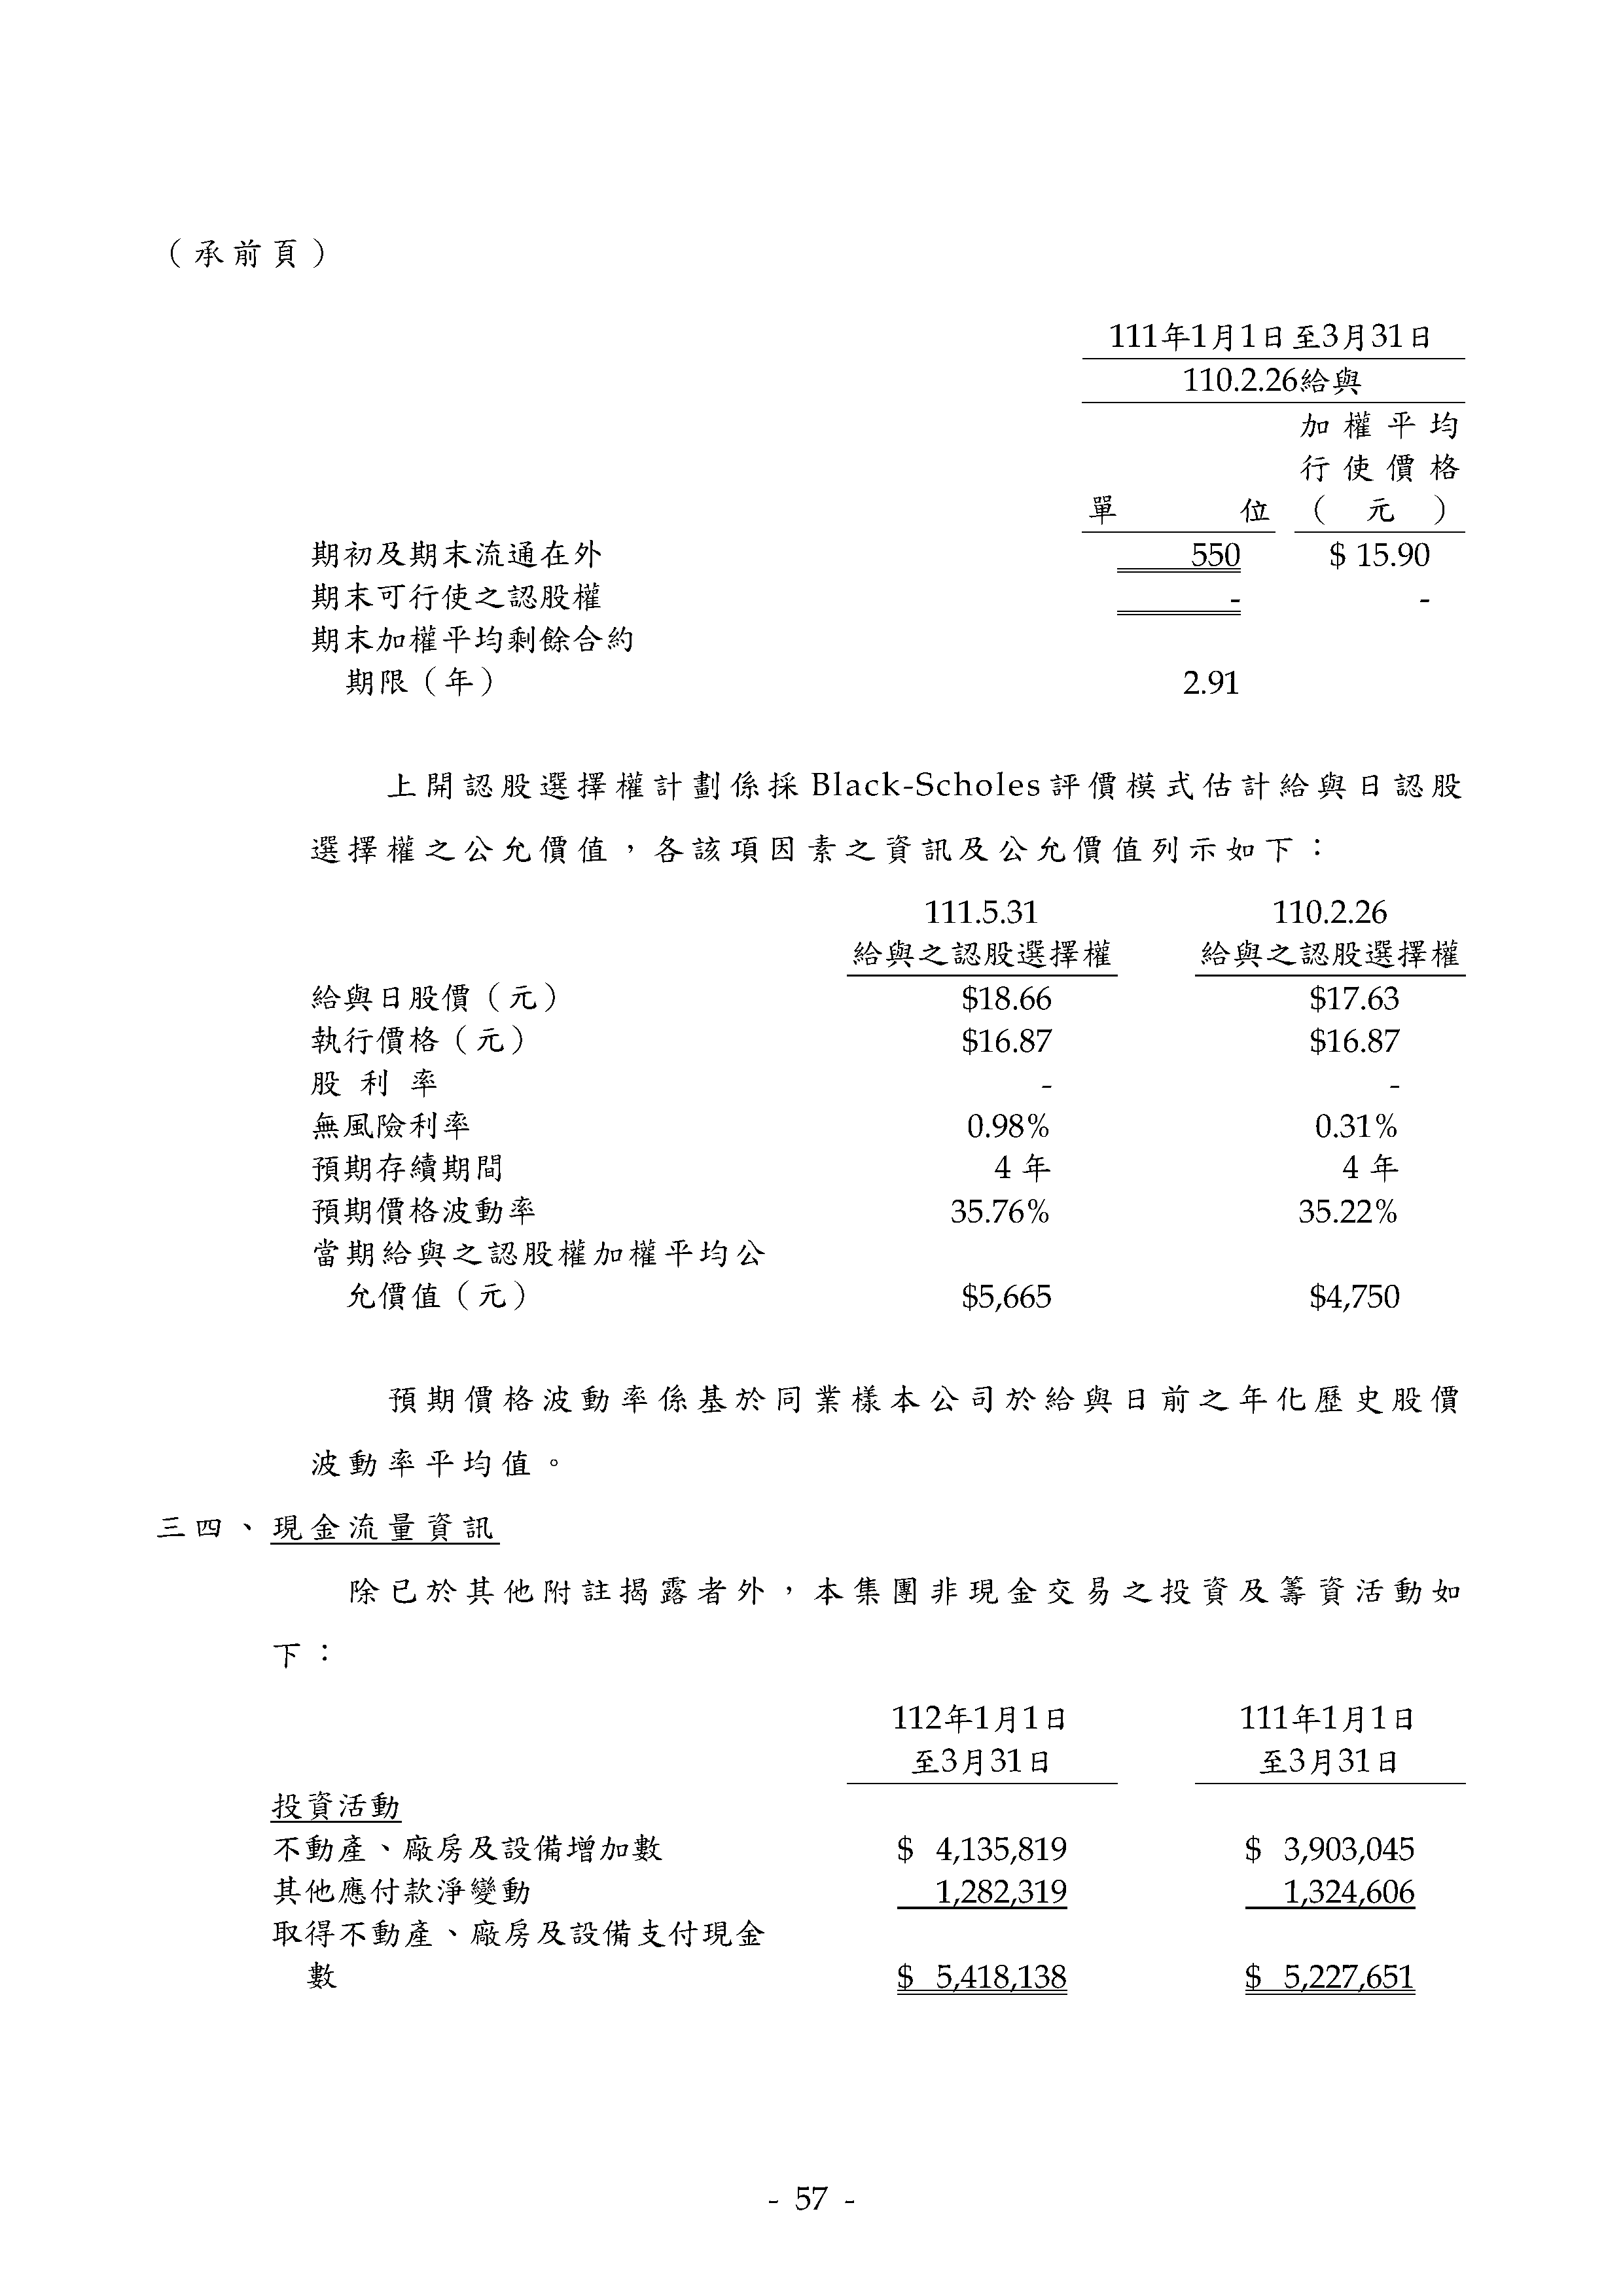 （承前頁）
111年1月1日至3月31日
110.2.26給與
加權平均
行使價格
單位 （元）
期初及期末流通在外 550 $ 15.90
期末可行使之認股權 - -
期末加權平均剩餘合約
期限（年） 2.91
上開認股選擇權計劃係採 Black-Scholes 評價模式估計給與日認股
選擇權之公允價值，各該項因素之資訊及公允價值列示如下：
111.5.31 110.2.26
給與之認股選擇權 給與之認股選擇權
給與日股價（元） $18.66 $17.63
執行價格（元） $16.87 $16.87
股利率 - -
無風險利率 0.98% 0.31%
預期存續期間 4 年 4 年
預期價格波動率 35.76% 35.22%
當期給與之認股權加權平均公
允價值（元） $5,665 $4,750
預期價格波動率係基於同業樣本公司於給與日前之年化歷史股價
波動率平均值。
三四、現金流量資訊
除已於其他附註揭露者外，本集團非現金交易之投資及籌資活動如
下：
112年1月1日 111年1月1日
至3月31日 至3月31日
投資活動
不動產、廠房及設備增加數 $ 4,135,819 $ 3,903,045
其他應付款淨變動 1,282,319 1,324,606
取得不動產、廠房及設備支付現金
數 $ 5,418,138 $ 5,227,651
- 57 -